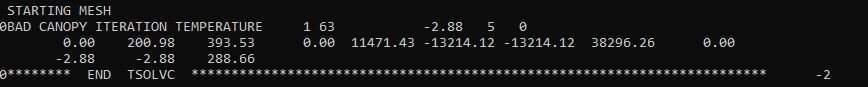 STARTING MESH
0BAD CANOPY ITERATION TEMPERATURE 1 63 -2.88 5 0
0.00 200.98 393.53 0.00 11471.43 -13214.12 -13214.12 38296.26 0.00
-2.88 -2.88 288.66
0******** END TSOLVC ************************************************************************ -2